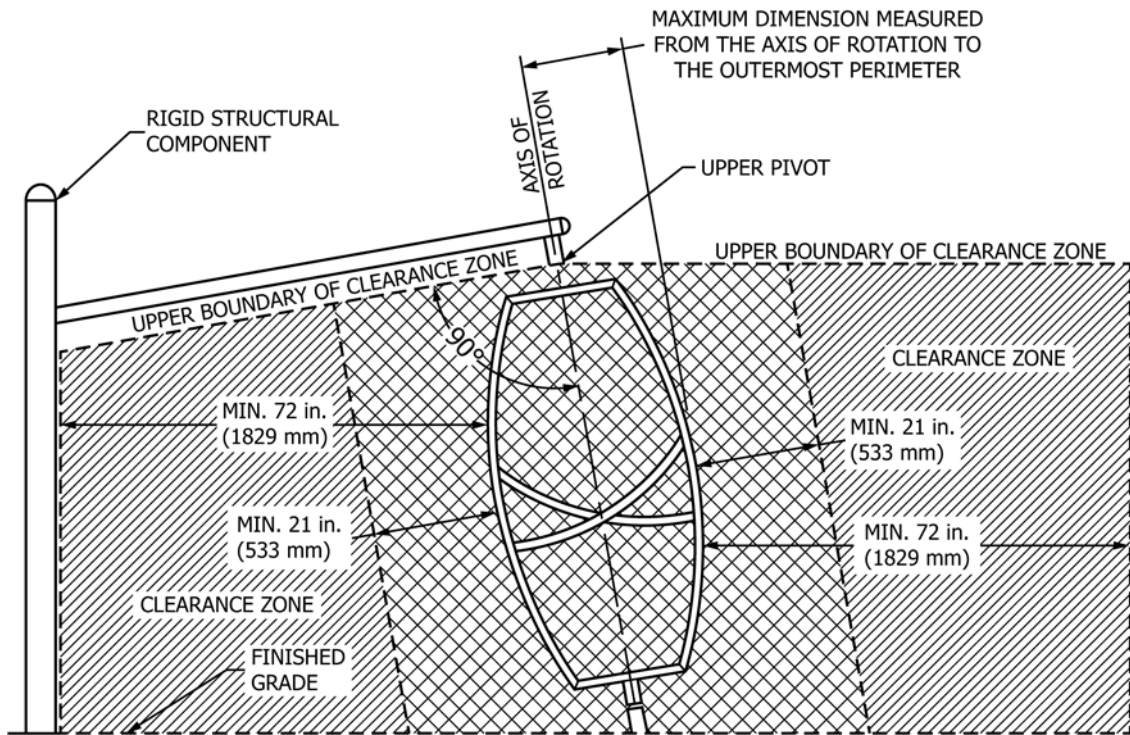 MAXIMUM DIMENSION MEASURED
FROM THE AXIS OF ROTATION TO
THE OUTERMOST PERIMETER
RIGID STRUCTURAL
COMPONENT
AXIS OF
ROTATION
UPPER PIVOT
UPPER BOUNDARY OF CLEARANCE ZONE
UPPER BOUNDARY OF CLEARANCE ZONE
90°
CLEARANCE ZONE
MIN. 72 in.
(1829 mm)
MIN. 21 in.
(533 mm)
MIN. 21 in.
(533 mm)
MIN. 72 in.
(1829 mm)
CLEARANCE ZONE
FINISHED
GRADE